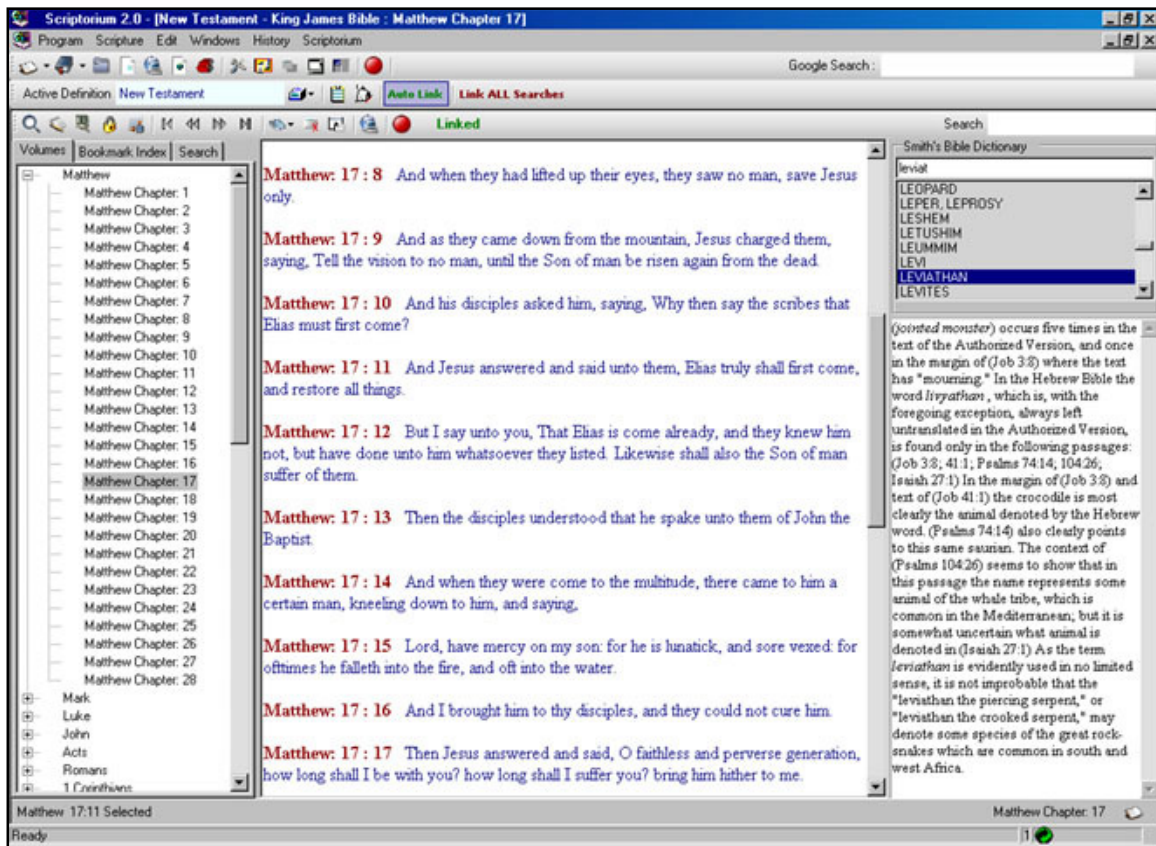 Scriptorium 2.0 - [New Testament - King James Bible : Matthew Chapter 17]
Program Scripture Edit Windows History Scriptorium
Google Search :
Active Definition New Testament Auto Link Link ALL Searches
Linked Search
Volumes Bookmark Index Search
Matthew
Matthew Chapter: 1
Matthew Chapter: 2
Matthew Chapter: 3
Matthew Chapter: 4
Matthew Chapter: 5
Matthew Chapter: 6
Matthew Chapter: 7
Matthew Chapter: 8
Matthew Chapter: 9
Matthew Chapter: 10
Matthew Chapter: 11
Matthew Chapter: 12
Matthew Chapter: 13
Matthew Chapter: 14
Matthew Chapter: 15
Matthew Chapter: 16
Matthew Chapter: 17
Matthew Chapter: 18
Matthew Chapter: 19
Matthew Chapter: 20
Matthew Chapter: 21
Matthew Chapter: 22
Matthew Chapter: 23
Matthew Chapter: 24
Matthew Chapter: 25
Matthew Chapter: 26
Matthew Chapter: 27
Matthew Chapter: 28
Mark
Luke
John
Acts
Romans
1 Corinthians
Matthew: 17 : 8 And when they had lifted up their eyes, they saw no man, save Jesus
only.
Matthew: 17 : 9 And as they came down from the mountain, Jesus charged them,
saying, Tell the vision to no man, until the Son of man be risen again from the dead.
Matthew: 17 : 10 And his disciples asked him, saying, Why then say the scribes that
Elias must first come?
Matthew: 17 : 11 And Jesus answered and said unto them, Elias truly shall first come,
and restore all things.
Matthew: 17 : 12 But I say unto you, That Elias is come already, and they knew him
not, but have done unto him whatsoever they listed. Likewise shall also the Son of man
suffer of them.
Matthew: 17 : 13 Then the disciples understood that he spake unto them of John the
Baptist.
Matthew: 17 : 14 And when they were come to the multitude, there came to him a
certain man, kneeling down to him, and saying,
Matthew: 17 : 15 Lord, have mercy on my son: for he is lunatick, and sore vexed: for
ofttimes he falleth into the fire, and oft into the water.
Matthew: 17 : 16 And I brought him to thy disciples, and they could not cure him.
Matthew: 17 : 17 Then Jesus answered and said, O faithless and perverse generation,
how long shall I be with you? how long shall I suffer you? bring him hither to me.
Smith's Bible Dictionary
leviat
LEOPARD
LEPER, LEPROSY
LESHEM
LETUSHIM
LEUMMIM
LEVI
LEVIATHAN
LEVITES
(jointed monster) occurs five times in the
text of the Authorized Version, and once
in the margin of (Job 3:8) where the text
has "mourning." In the Hebrew Bible the
word livyathan , which is, with the
foregoing exception, always left
untranslated in the Authorized Version,
is found only in the following passages:
(Job 3:8; 41:1; Psalms 74:14; 104:26;
Isaiah 27:1) In the margin of (Job 3:8) and
text of (Job 41:1) the crocodile is most
clearly the animal denoted by the Hebrew
word. (Psalms 74:14) also clearly points
to this same saurian. The context of
(Psalms 104:26) seems to show that in
this passage the name represents some
animal of the whale tribe, which is
common in the Mediterranean; but it is
somewhat uncertain what animal is
denoted in (Isaiah 27:1) As the term
leviathan is evidently used in no limited
sense, it is not improbable that the
"leviathan the piercing serpent," or
"leviathan the crooked serpent," may
denote some species of the great rock-
snakes which are common in south and
west Africa.
Matthew 17:11 Selected Matthew Chapter: 17
Ready 1